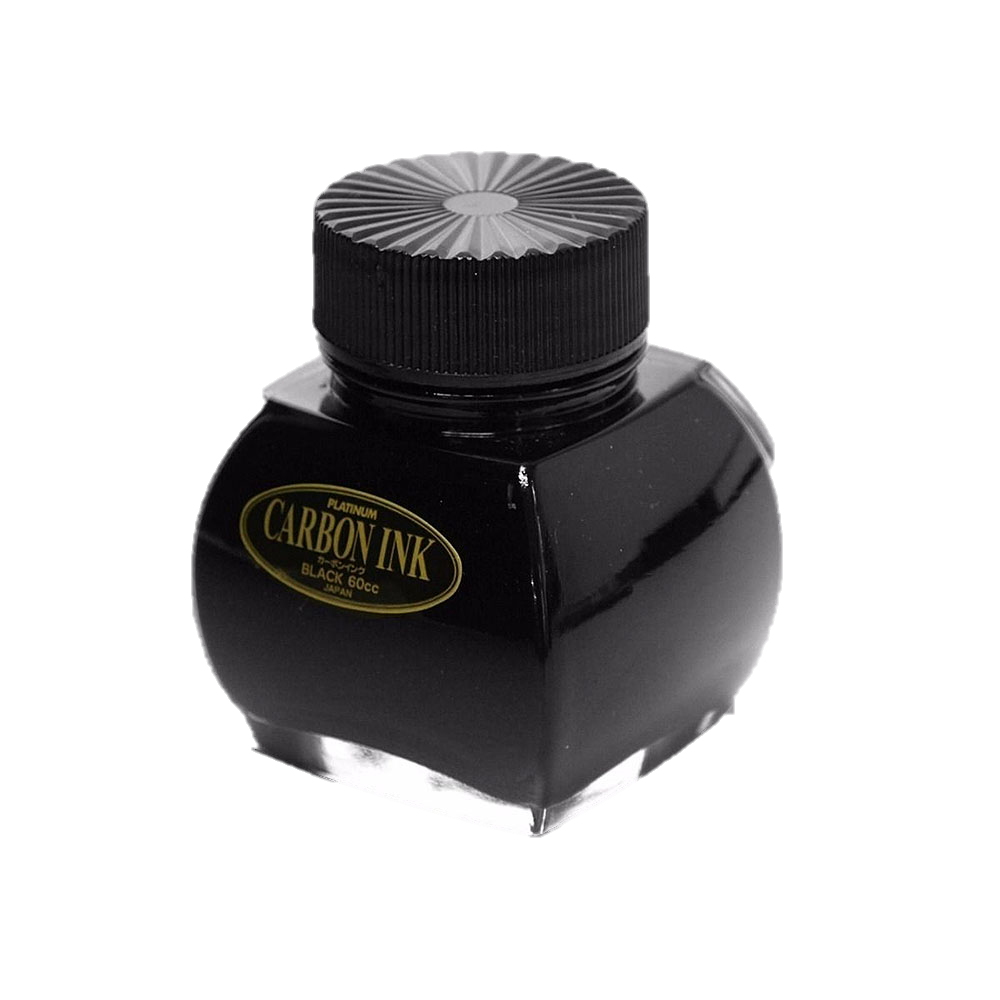 PLATINUM
CARBON INK
カーボンインク
BLACK 60cc
JAPAN